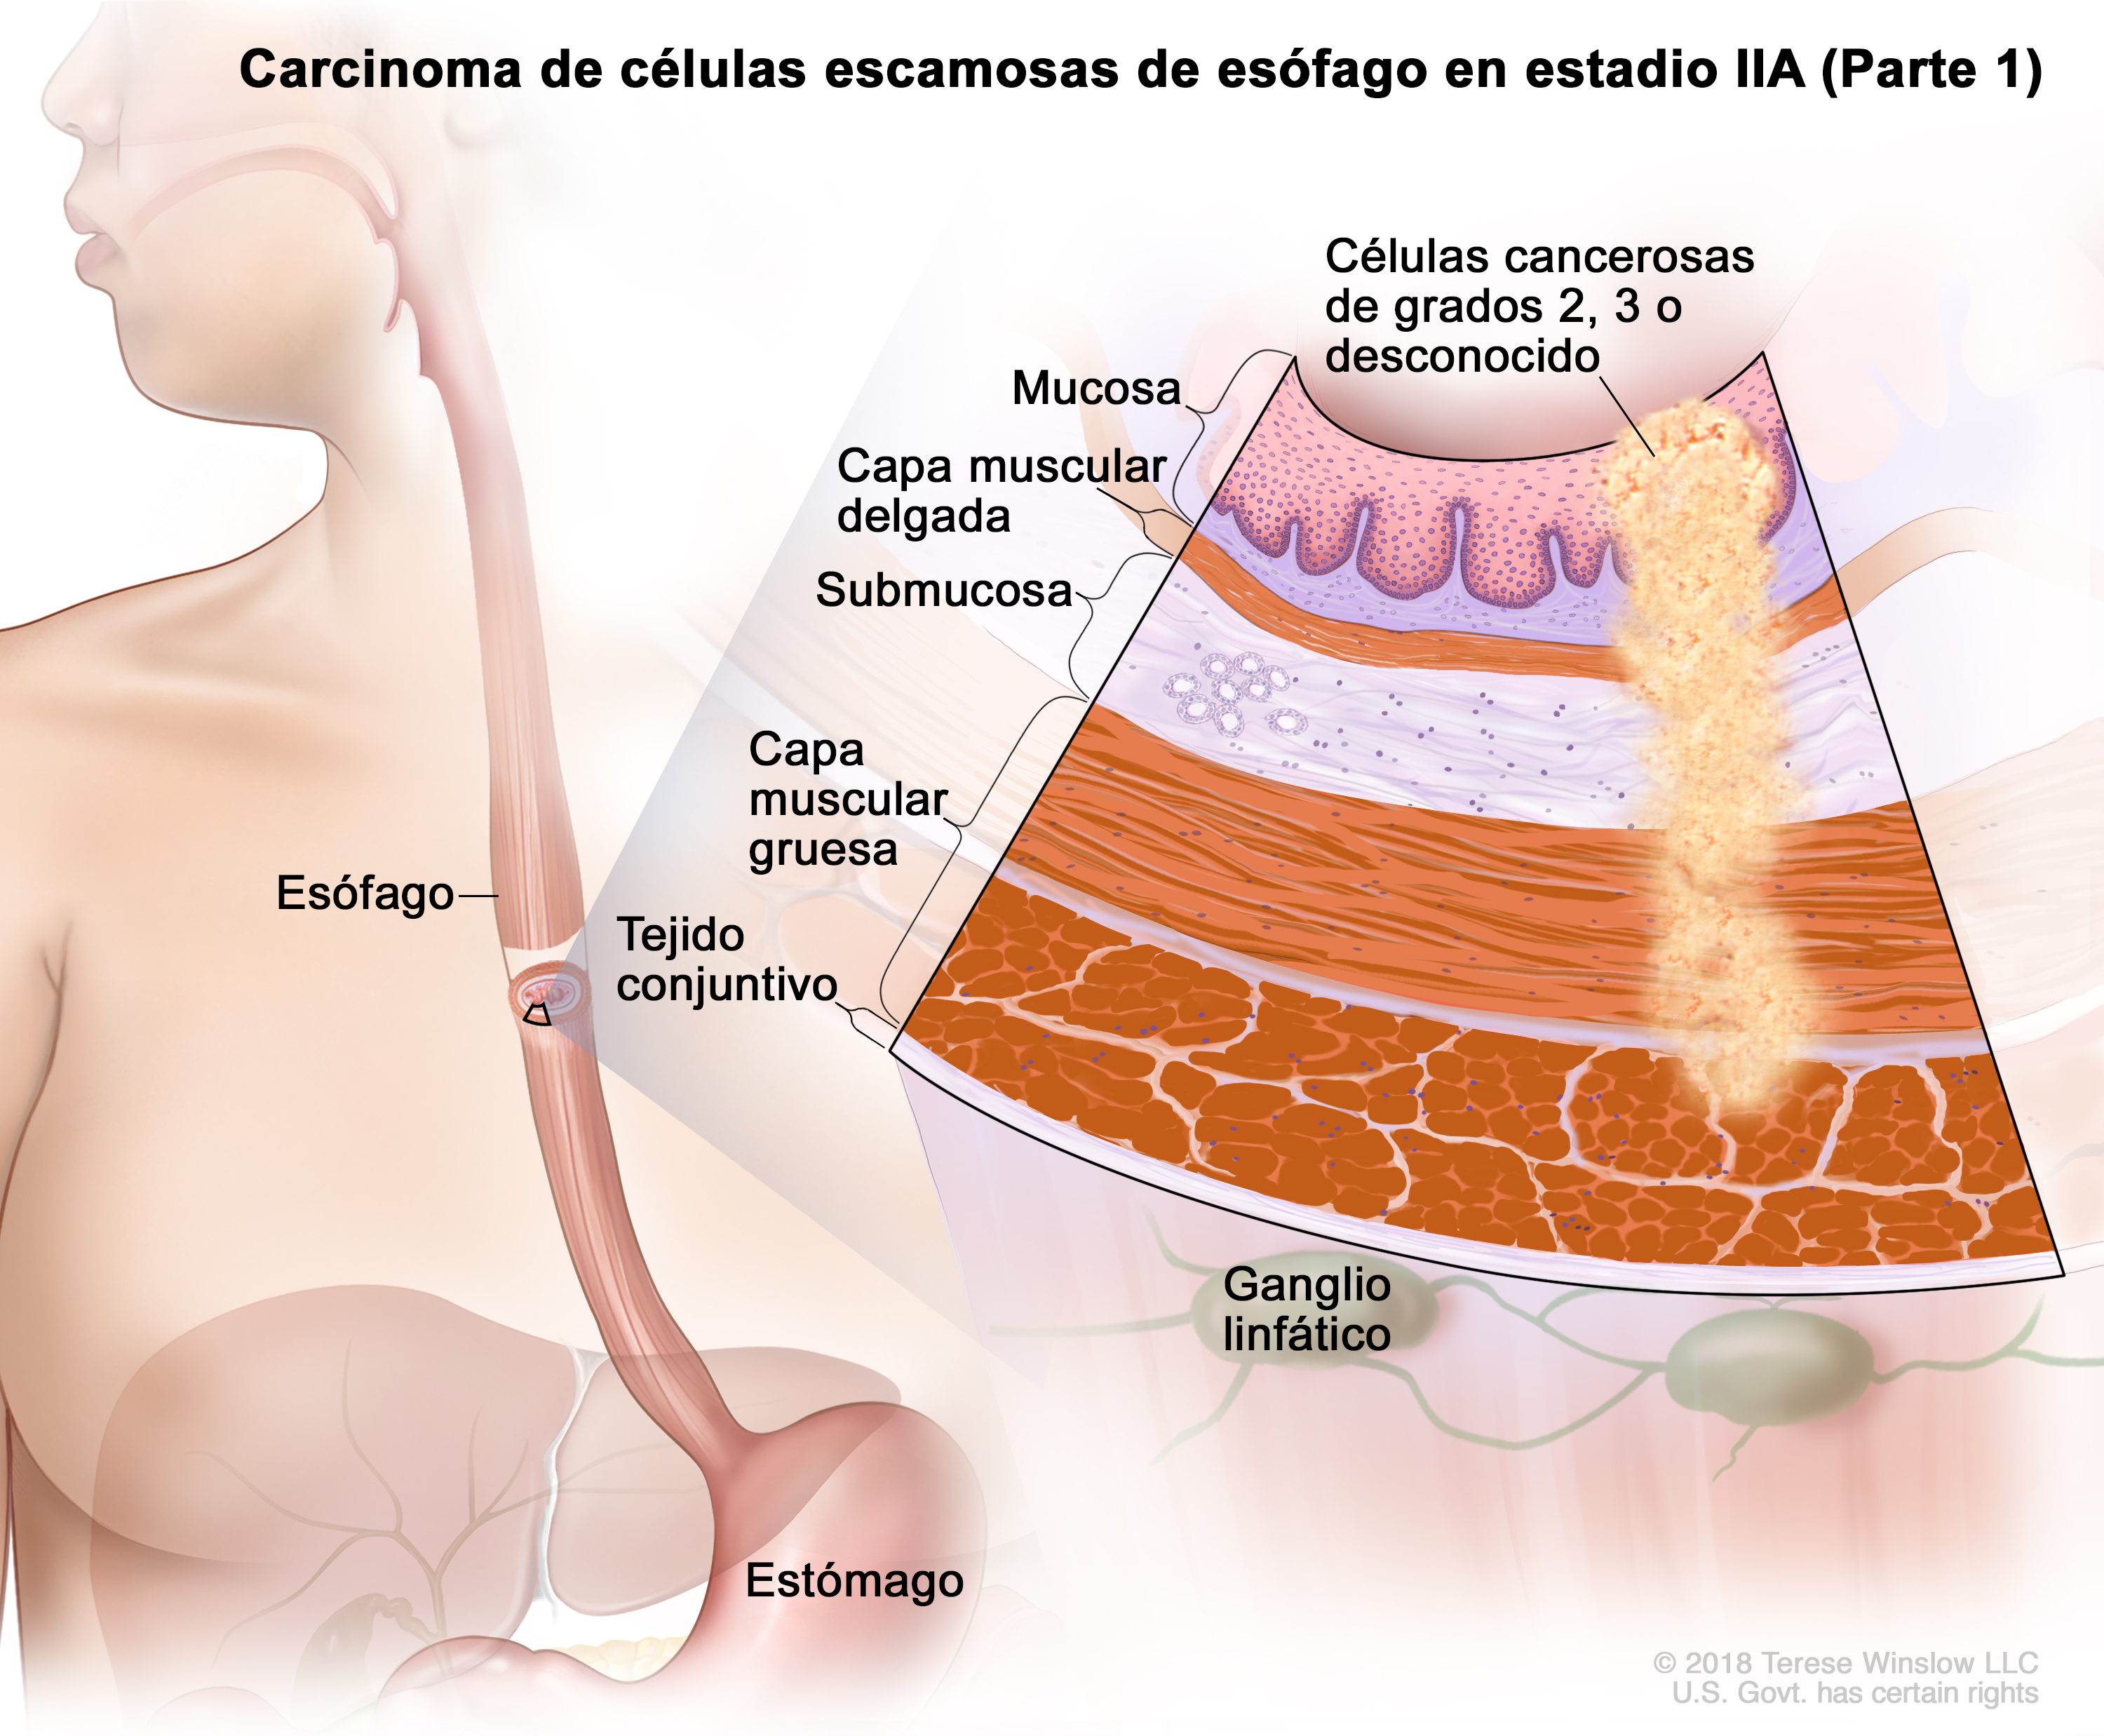 Carcinoma de células escamosas de esófago en estadio IIA (Parte 1)
Células cancerosas
de grados 2, 3 o
desconocido
Mucosa
Capa muscular
delgada
Submucosa
Capa
muscular
gruesa
Esófago
Tejido
conjuntivo
Ganglio
linfático
Estómago
© 2018 Terese Winslow LLC
U.S. Govt. has certain rights